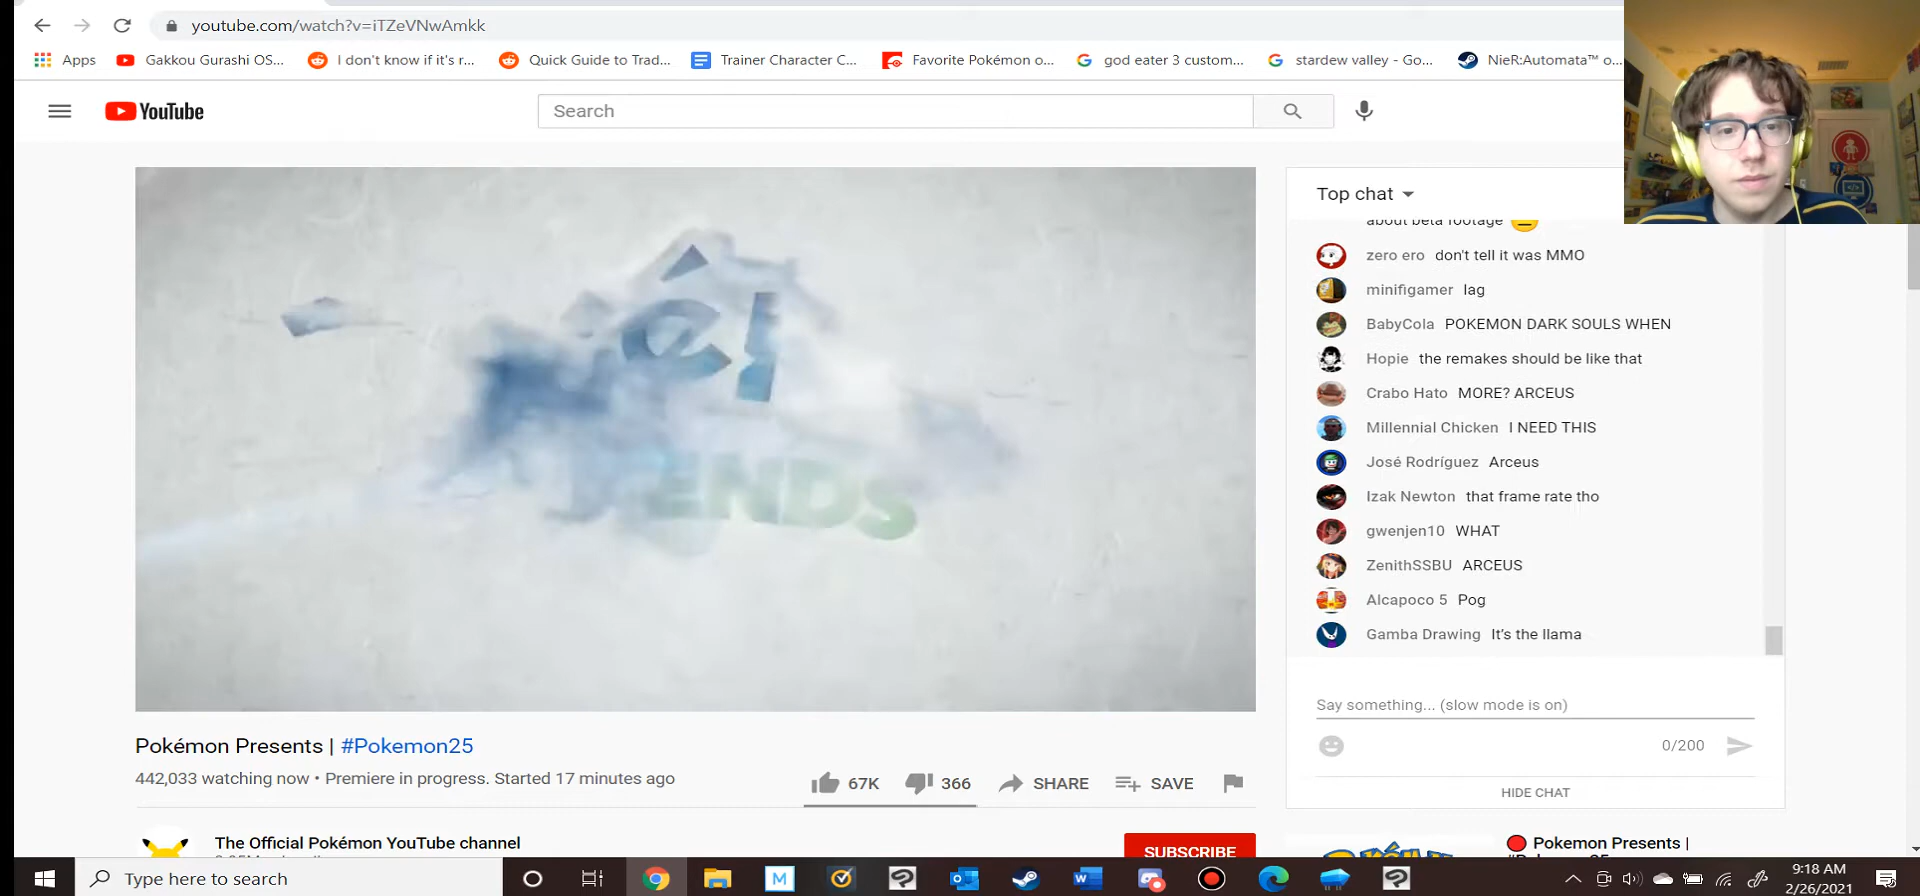 youtube.com/watch?v=iTZeVNwAmkk
Apps Gakkou Gurashi OS... I don't know if it's r... Quick Guide to Trad... Trainer Character C... Favorite Pokémon o... god eater 3 custom... stardew valley - Go... NieR:Automata™ o...
YouTube
Search
Top chat
about beta footage
zero ero don't tell it was MMO
minifigamer lag
BabyCola POKEMON DARK SOULS WHEN
Hopie the remakes should be like that
Crabo Hato MORE? ARCEUS
Millennial Chicken I NEED THIS
José Rodríguez Arceus
Izak Newton that frame rate tho
gwenjen10 WHAT
ZenithSSBU ARCEUS
Alcapoco 5 Pog
Gamba Drawing It's the llama
Say something... (slow mode is on)
0/200
HIDE CHAT
ENDS
Pokémon Presents | #Pokemon25
442,033 watching now • Premiere in progress. Started 17 minutes ago
67K 366 SHARE SAVE
The Official Pokémon YouTube channel
SUBSCRIBE
Pokemon Presents |
Type here to search
9:18 AM
2/26/2021